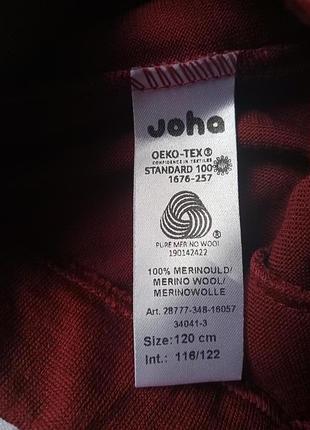 Joha
OEKO-TEX®
CONFIDENCE IN TEXTILES
STANDARD 100
1676-257
®
PURE MERINO WOOL
190142422
100% MERINOULD/
MERINO WOOL/
MERINOWOLLE
Art. 28777-348-16057
34041-3
Size: 120 cm
Int.: 116/122